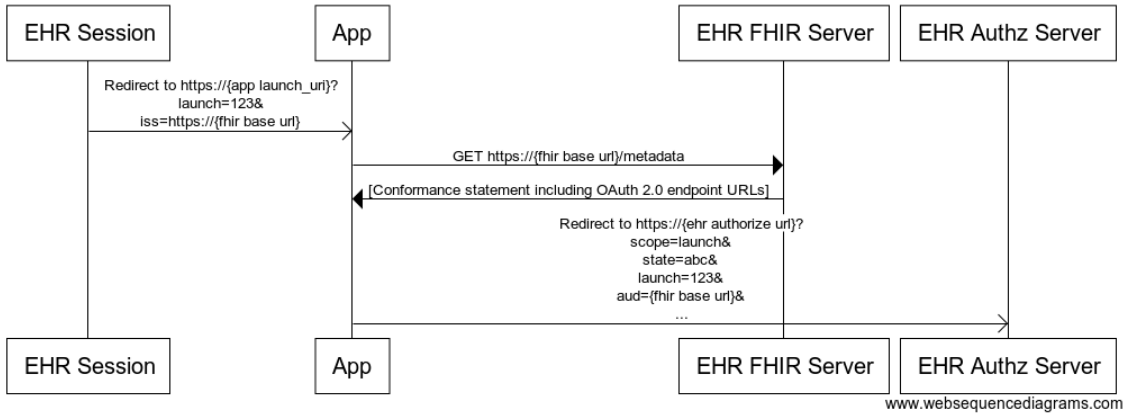 EHR Session
App
EHR FHIR Server
EHR Authz Server
Redirect to https://{app launch_uri}?
launch=123&
iss=https://{fhir base url}
GET https://{fhir base url}/metadata
[Conformance statement including OAuth 2.0 endpoint URLs]
Redirect to https://{ehr authorize url}?
scope=launch&
state=abc&
launch=123&
aud={fhir base url}&
...
EHR Session
App
EHR FHIR Server
EHR Authz Server
www.websequencediagrams.com